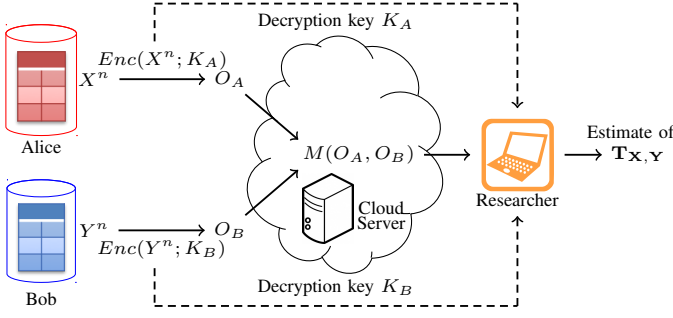 Decryption key K_A
Enc(X^n; K_A)
X^n
O_A
Alice
M(O_A, O_B)
Estimate of
T_{X,Y}
Researcher
Cloud
Server
Y^n
O_B
Enc(Y^n; K_B)
Decryption key K_B
Bob